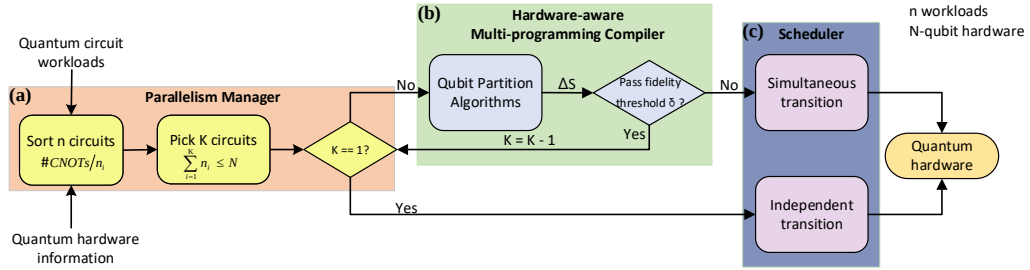 n workloads
N-qubit hardware
Quantum circuit
workloads
(a)
Parallelism Manager
Sort n circuits
#CNOTs/n_i
Pick K circuits
K
∑ n_i ≤ N
i=1
K == 1?
Quantum hardware
information
No
Yes
(b)
Hardware-aware
Multi-programming Compiler
Qubit Partition
Algorithms
ΔS
Pass fidelity
threshold δ ?
Yes
K = K - 1
No
(c)
Scheduler
Simultaneous
transition
Independent
transition
Quantum
hardware